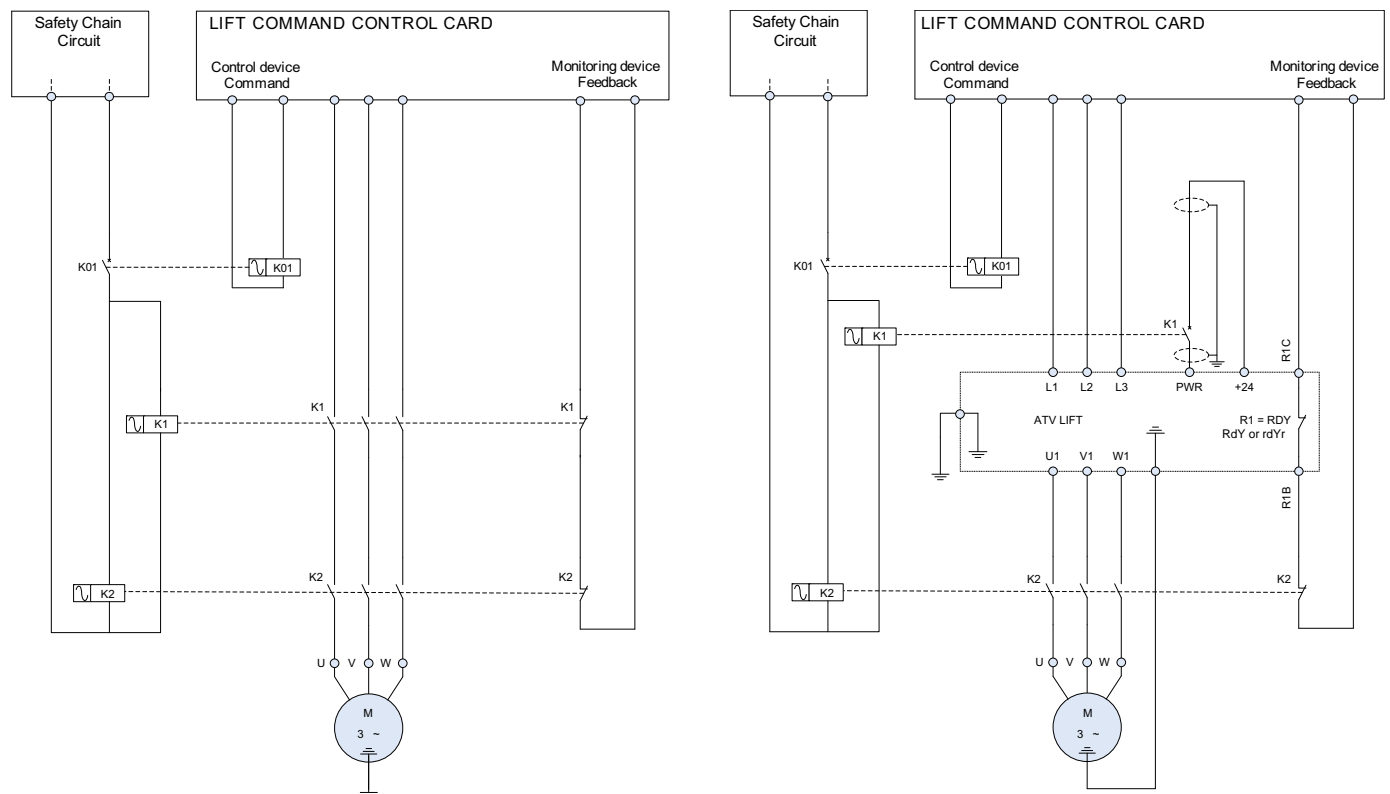 Safety Chain
Circuit
LIFT COMMAND CONTROL CARD
Control device
Command
Monitoring device
Feedback
K01
K01
K1
K1
K1
K2
K2
K2
U V W
M
3 ~
Safety Chain
Circuit
LIFT COMMAND CONTROL CARD
Control device
Command
Monitoring device
Feedback
K01
K01
K1
K1
R1C
L1 L2 L3 PWR +24
ATV LIFT
R1 = RDY
RdY or rdYr
U1 V1 W1
R1B
K2
K2
K2
U V W
M
3 ~